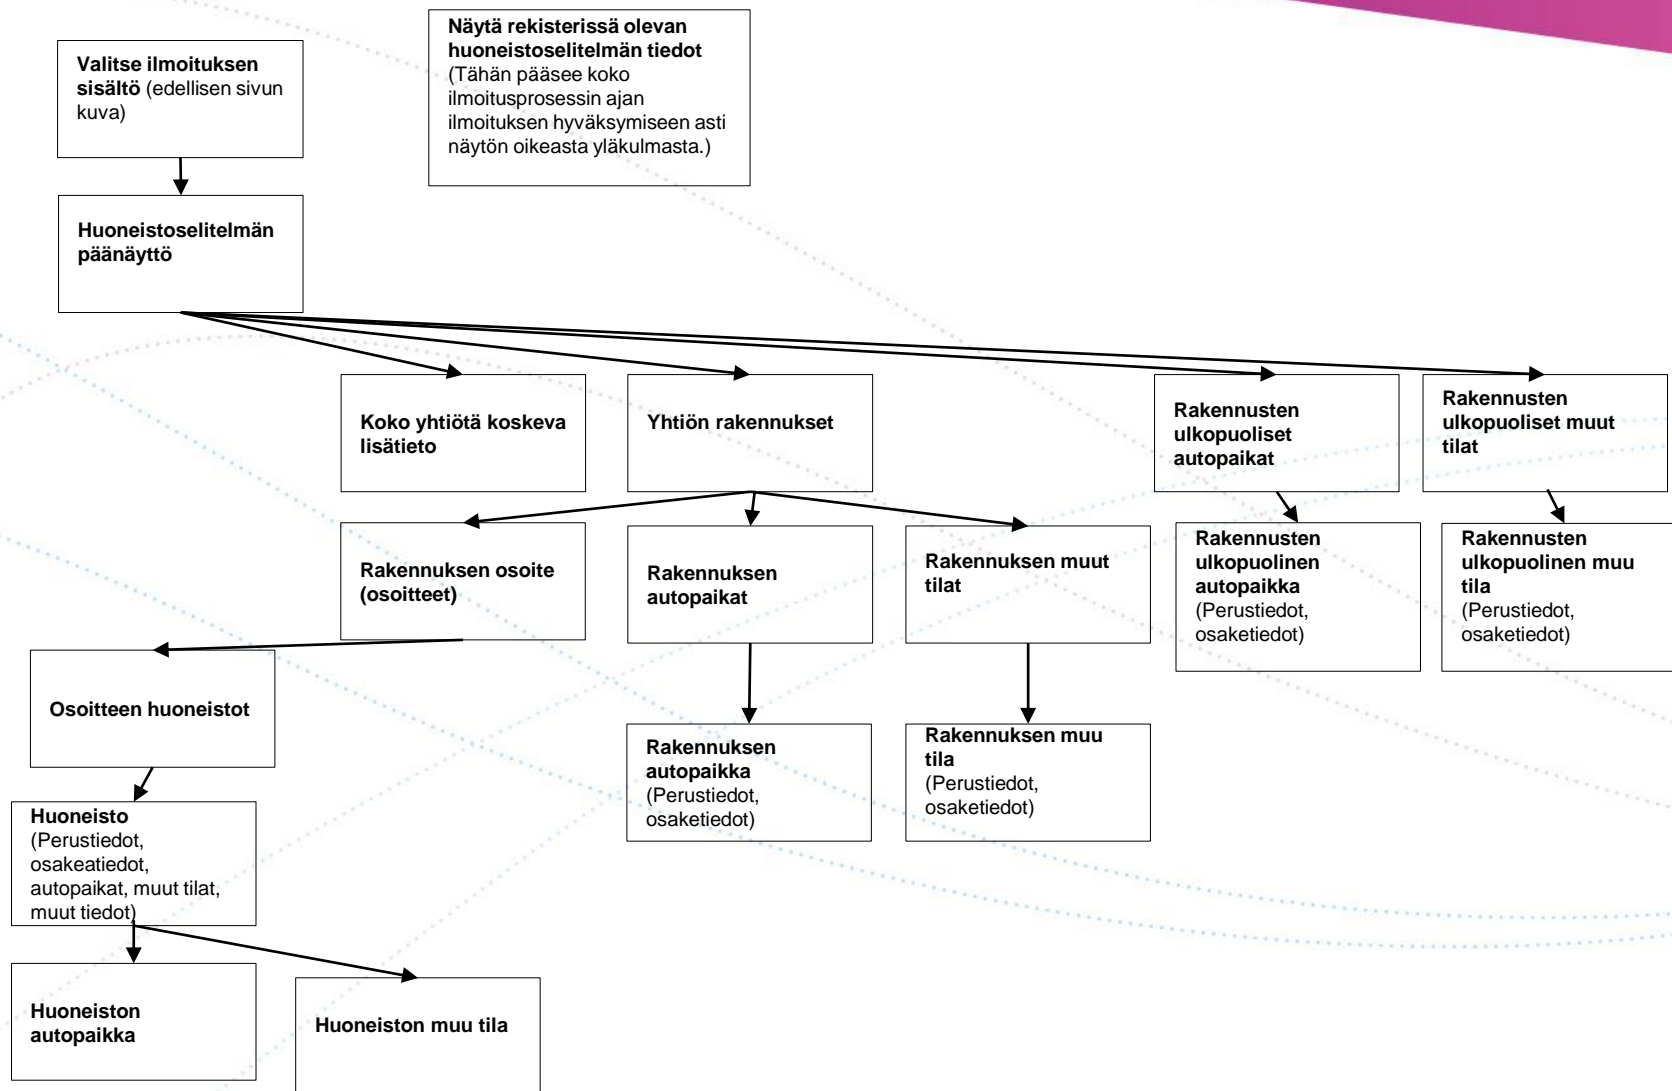 Valitse ilmoituksen
sisältö (edellisen sivun
kuva)
Näytä rekisterissä olevan
huoneistoselitelmän tiedot
(Tähän pääsee koko
ilmoitusprosessin ajan
ilmoituksen hyväksymiseen asti
näytön oikeasta yläkulmasta.)
Huoneistoselitelmän
päänäyttö
Koko yhtiötä koskeva
lisätieto
Yhtiön rakennukset
Rakennusten
ulkopuoliset
autopaikat
Rakennusten
ulkopuoliset muut
tilat
Rakennuksen osoite
(osoitteet)
Rakennuksen
autopaikat
Rakennuksen muut
tilat
Rakennusten
ulkopuolinen
autopaikka
(Perustiedot,
osaketiedot)
Rakennusten
ulkopuolinen muu
tila
(Perustiedot,
osaketiedot)
Osoitteen huoneistot
Rakennuksen
autopaikka
(Perustiedot,
osaketiedot)
Rakennuksen muu
tila
(Perustiedot,
osaketiedot)
Huoneisto
(Perustiedot,
osakeatiedot,
autopaikat, muut tilat,
muut tiedot)
Huoneiston
autopaikka
Huoneiston muu tila